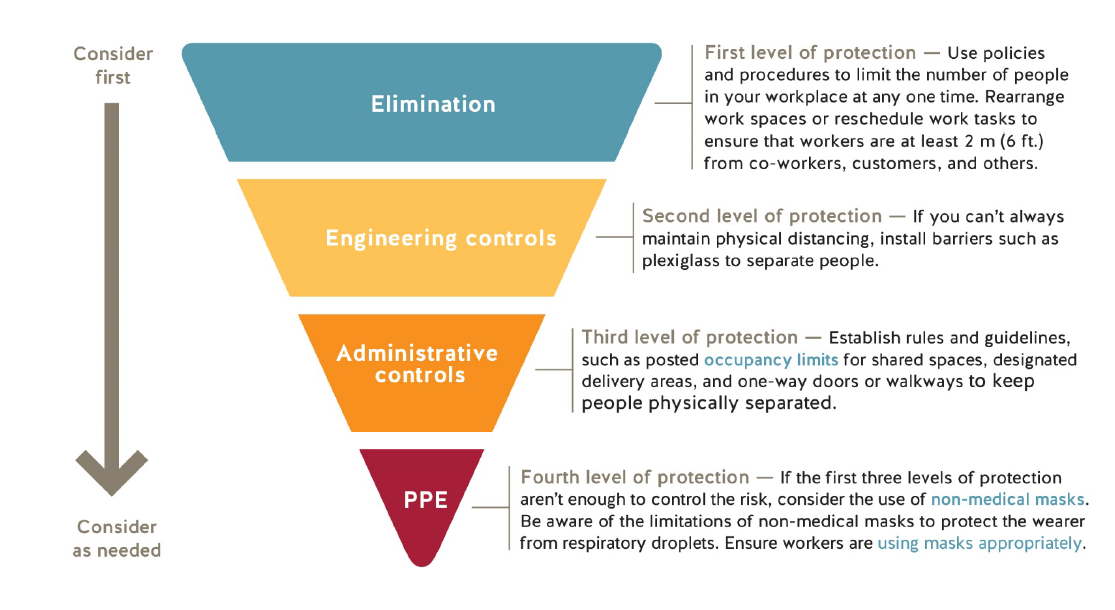 Consider
first
Elimination
First level of protection — Use policies
and procedures to limit the number of people
in your workplace at any one time. Rearrange
work spaces or reschedule work tasks to
ensure that workers are at least 2 m (6 ft.)
from co-workers, customers, and others.
Engineering controls
Second level of protection — If you can't always
maintain physical distancing, install barriers such as
plexiglass to separate people.
Administrative
controls
Third level of protection — Establish rules and guidelines,
such as posted occupancy limits for shared spaces, designated
delivery areas, and one-way doors or walkways to keep
people physically separated.
PPE
Fourth level of protection — If the first three levels of protection
aren't enough to control the risk, consider the use of non-medical masks.
Be aware of the limitations of non-medical masks to protect the wearer
from respiratory droplets. Ensure workers are using masks appropriately.
Consider
as needed